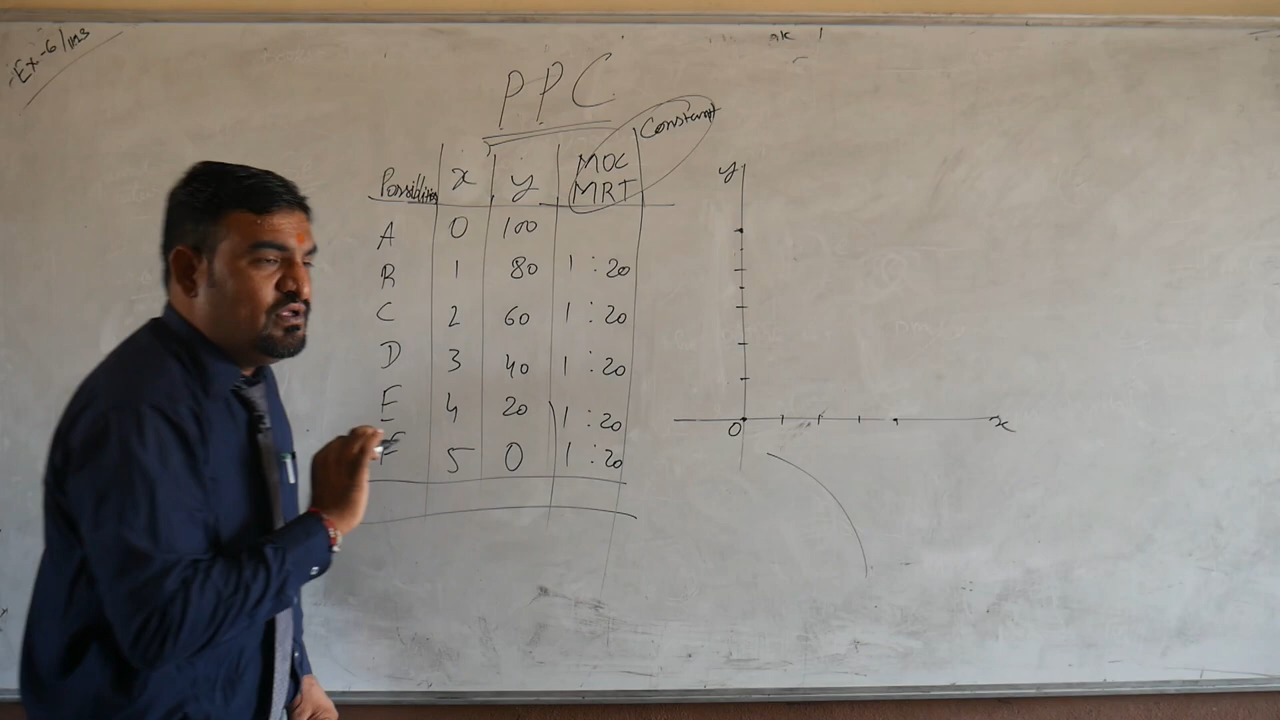 Ex-6/
PPC
Constant
Possibilities x y MOC
MRT
A 0 100
B 1 80 1 : 20
C 2 60 1 : 20
D 3 40 1 : 20
E 4 20 1 : 20
F 5 0 1 : 20
y
0 x